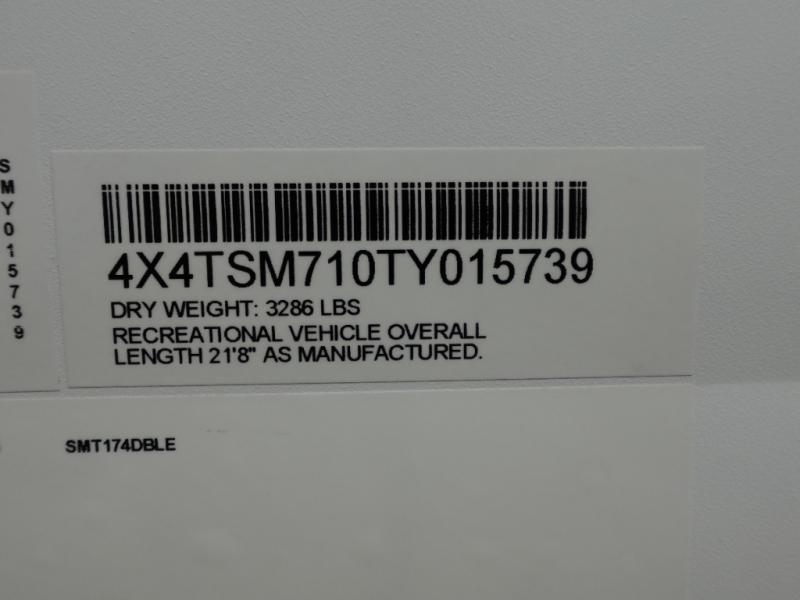 S
M
Y
0
1
5
7
3
9
4X4TSM710TY015739
DRY WEIGHT: 3286 LBS
RECREATIONAL VEHICLE OVERALL
LENGTH 21'8" AS MANUFACTURED.
SMT174DBLE